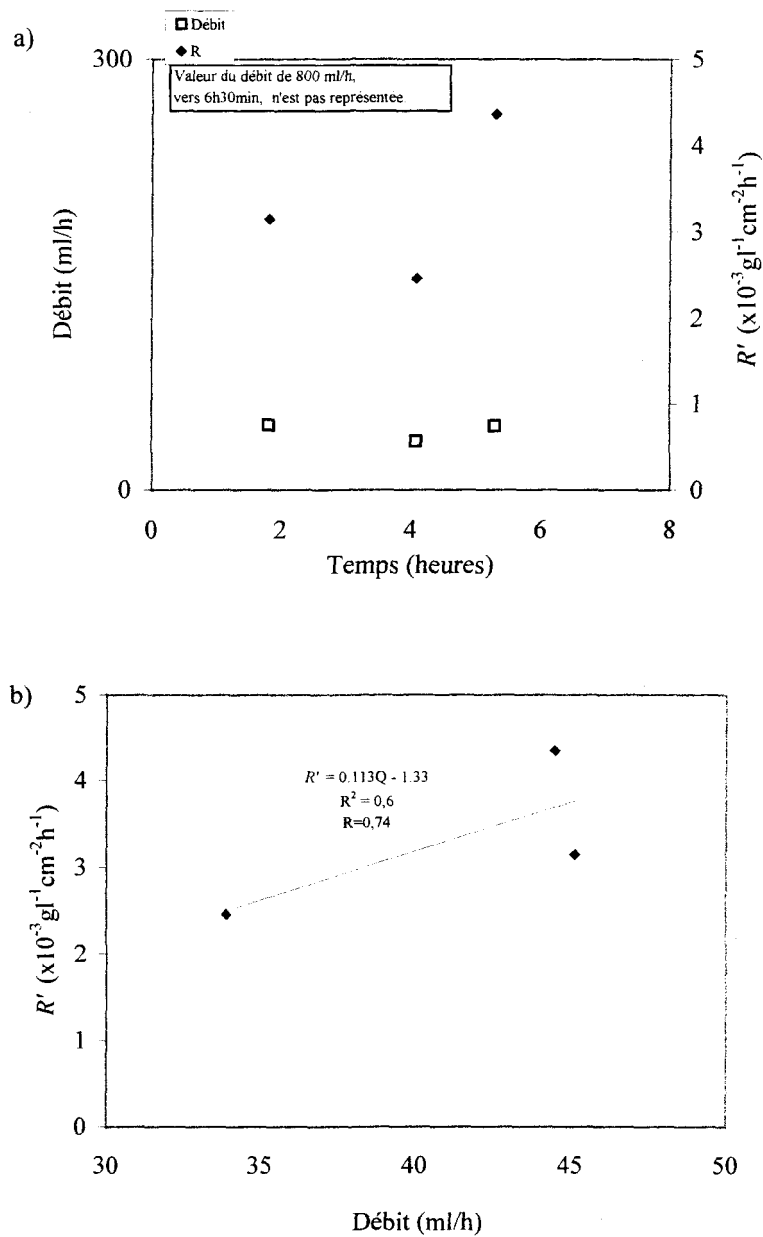 a)
Débit
R
Valeur du débit de 800 ml/h,
vers 6h30min, n'est pas représentée
300
0
Débit (ml/h)
5
4
3
2
1
0
R' (x10⁻³gl⁻¹cm⁻²h⁻¹)
0 2 4 6 8
Temps (heures)
b)
5
4
3
2
1
0
R' (x10⁻³gl⁻¹cm⁻²h⁻¹)
R' = 0.113Q - 1.33
R² = 0,6
R=0,74
30 35 40 45 50
Débit (ml/h)